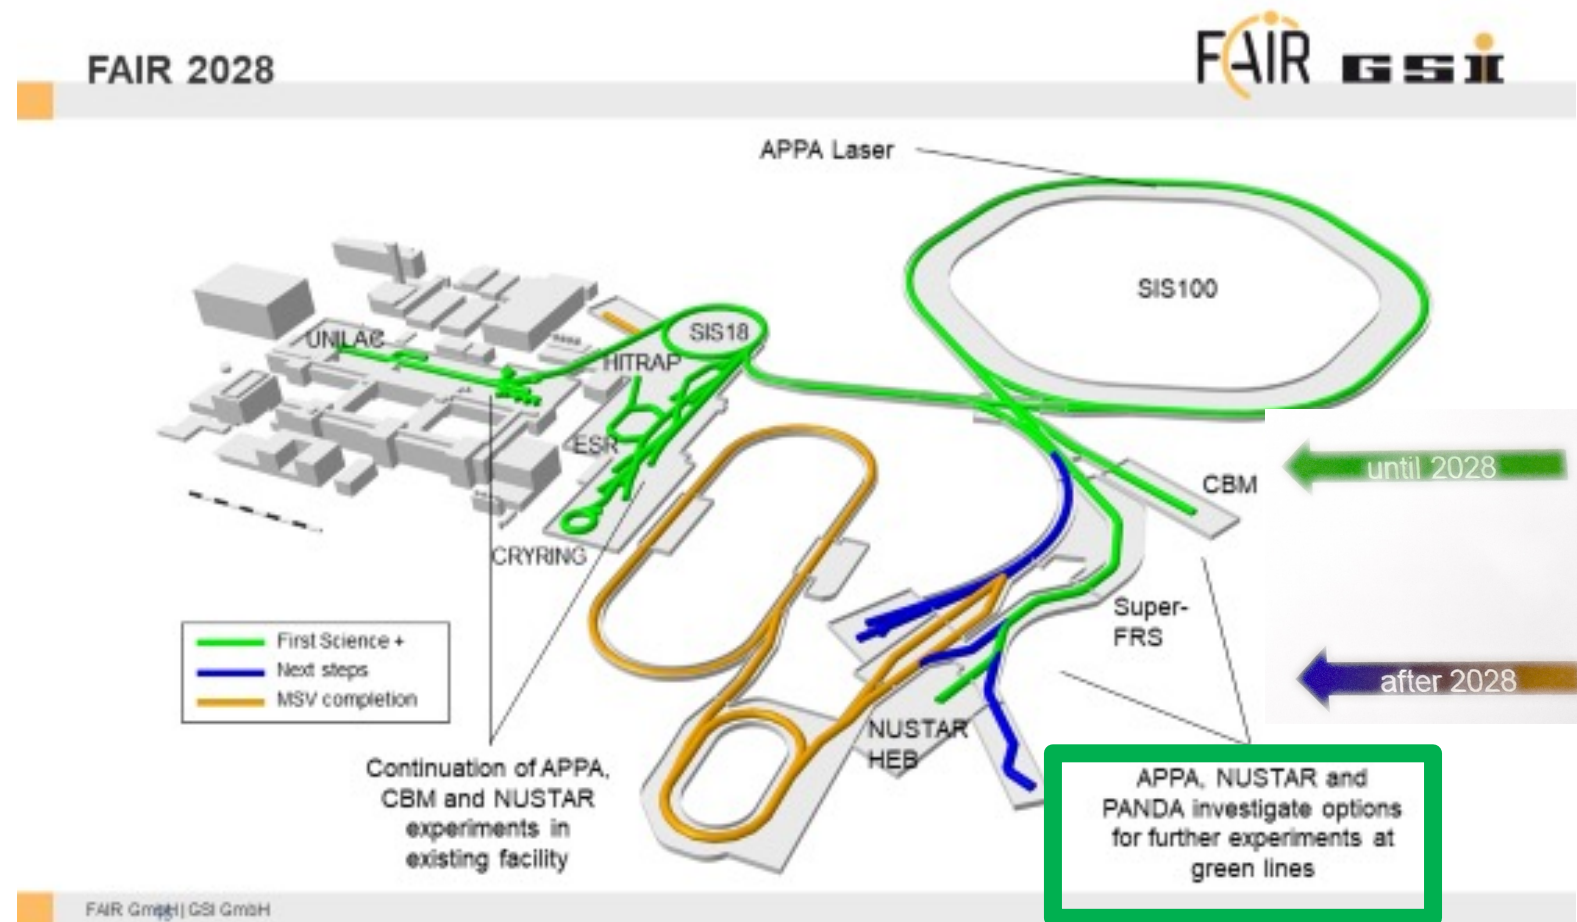 FAIR 2028
FAIR GSI
APPA Laser
SIS100
SIS18
UNILAC
HITRAP
ESR
CRYRING
CBM
until 2028
Super-
FRS
after 2028
First Science +
Next steps
MSV completion
NUSTAR
HEB
Continuation of APPA,
CBM and NUSTAR
experiments in
existing facility
APPA, NUSTAR and
PANDA investigate options
for further experiments at
green lines
FAIR GmbH | GSI GmbH